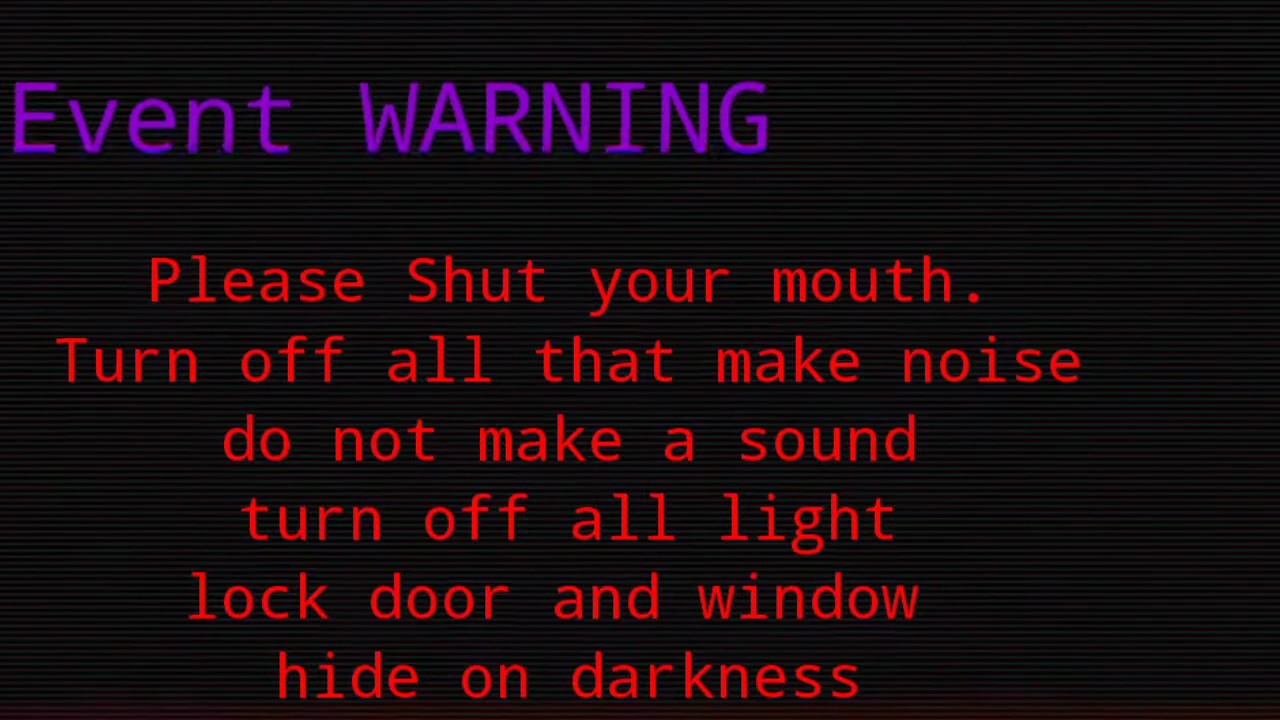 Event WARNING
Please Shut your mouth.
Turn off all that make noise
do not make a sound
turn off all light
lock door and window
hide on darkness